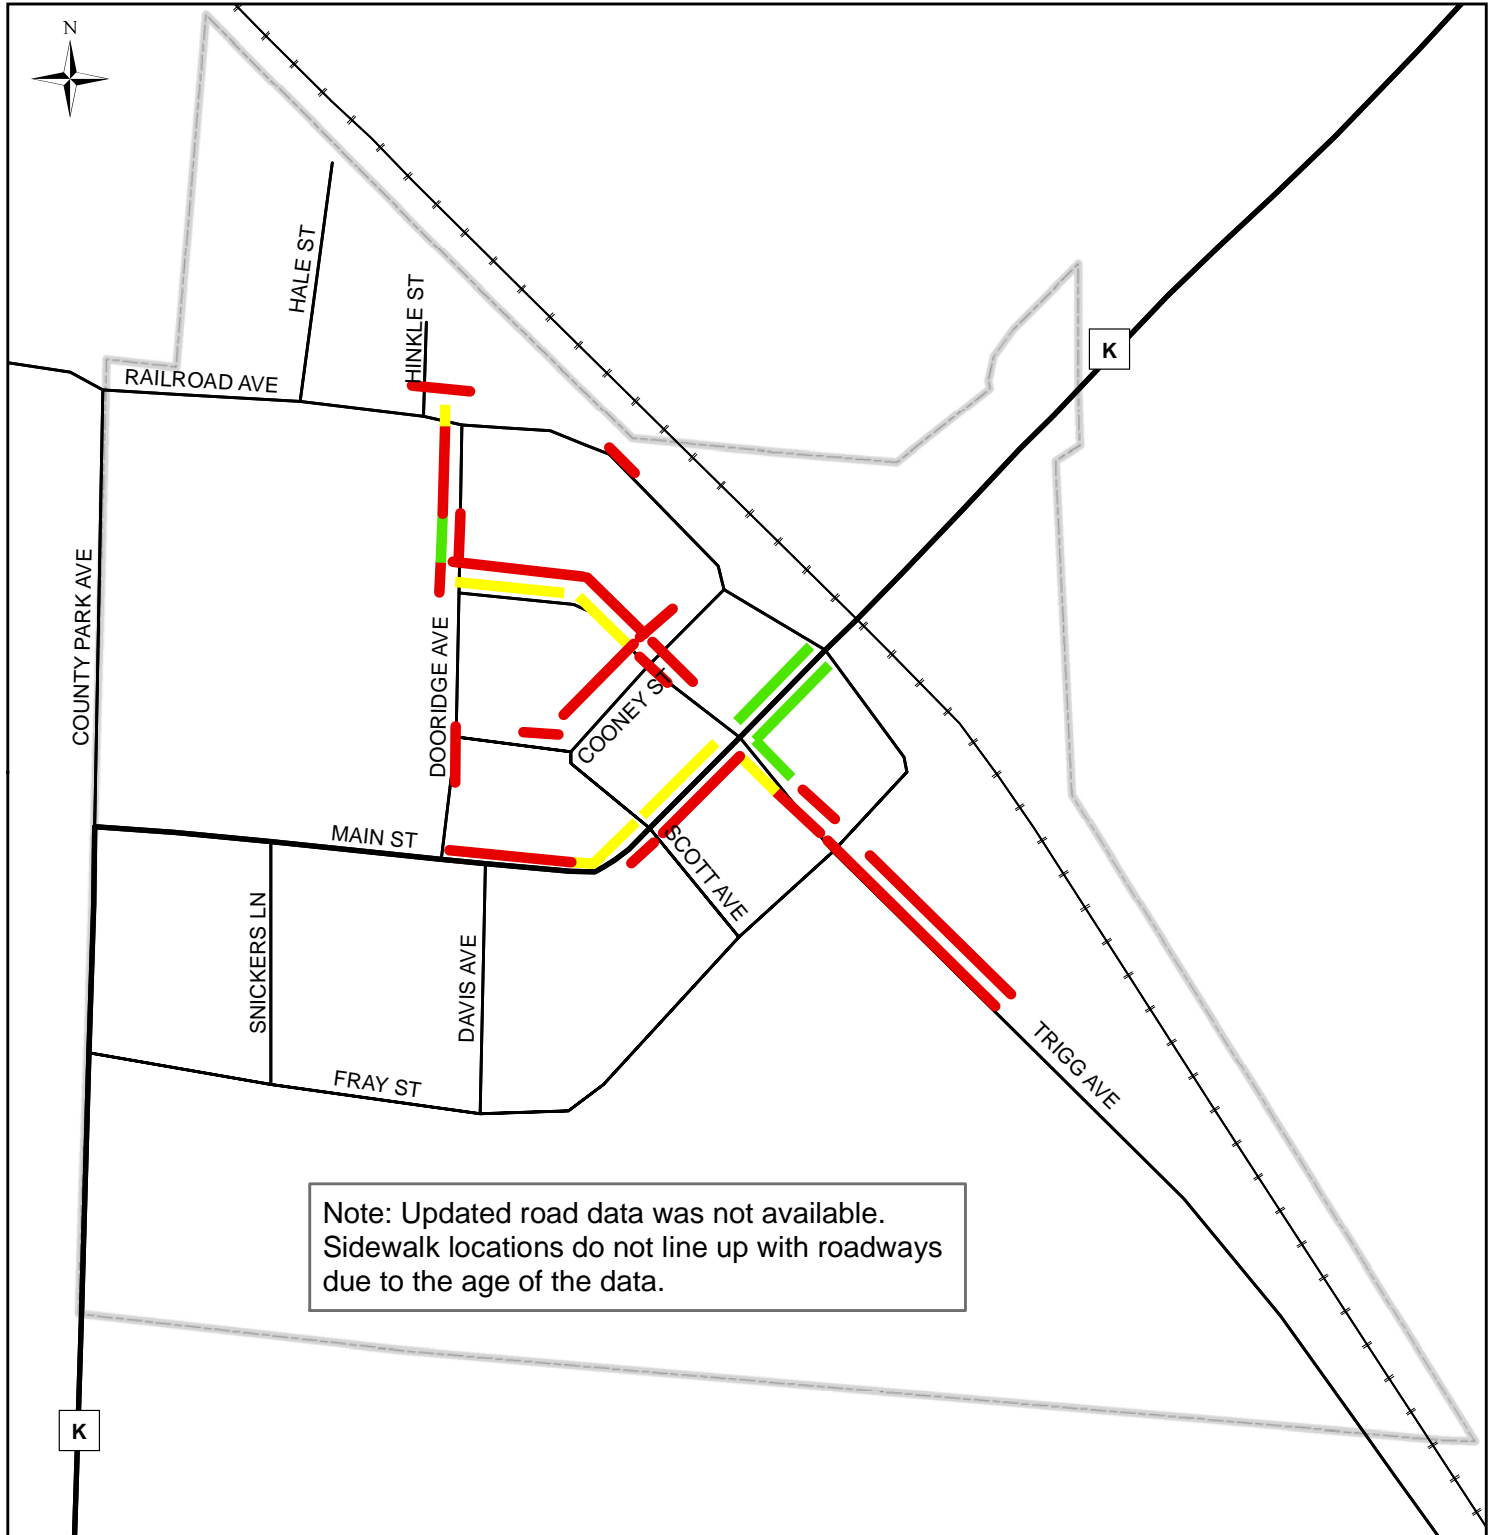 N
HALE ST
HINKLE ST
K
RAILROAD AVE
COUNTY PARK AVE
DOORIDGE AVE
COONEY ST
MAIN ST
SCOTT AVE
SNICKERS LN
DAVIS AVE
TRIGG AVE
FRAY ST
Note: Updated road data was not available.
Sidewalk locations do not line up with roadways
due to the age of the data.
K